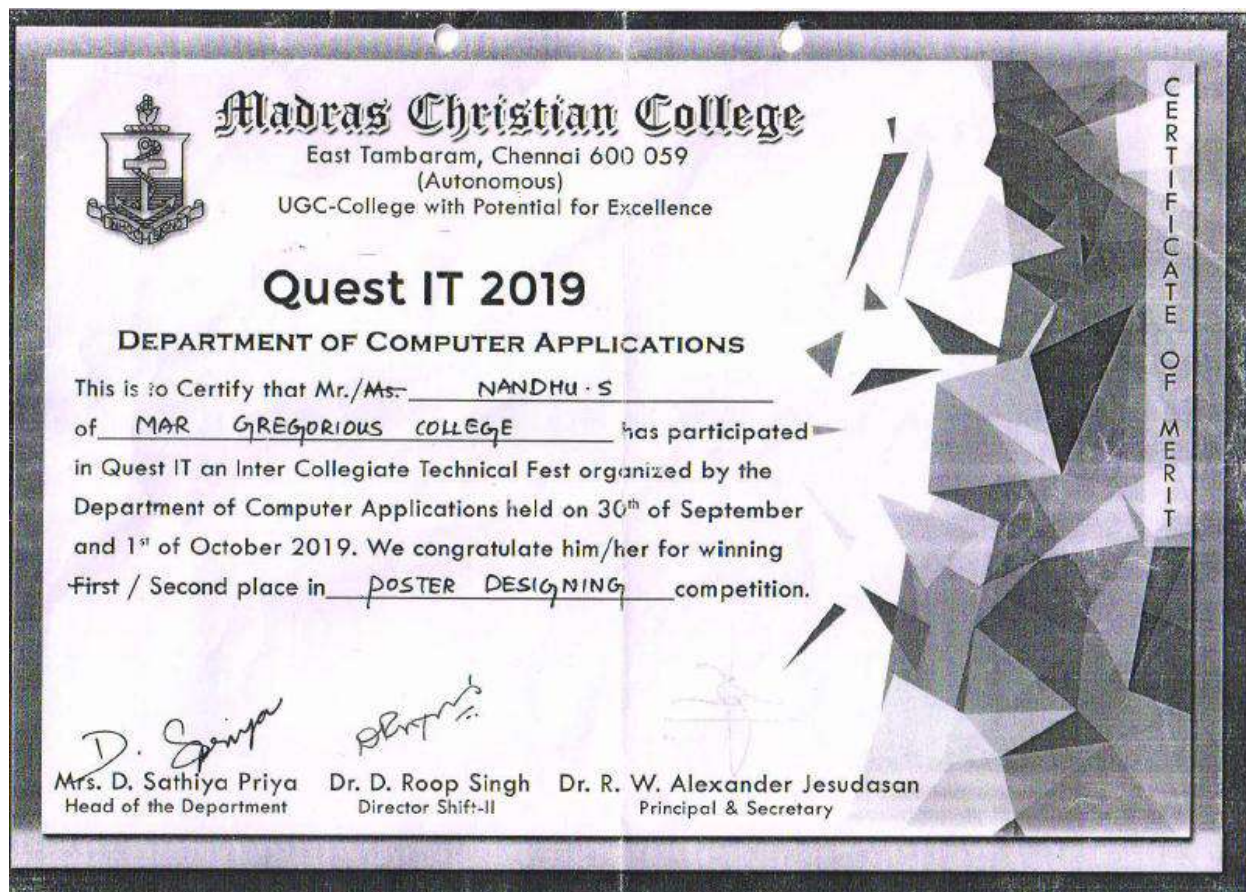 Madras Christian College
East Tambaram, Chennai 600 059
(Autonomous)
UGC-College with Potential for Excellence
Quest IT 2019
DEPARTMENT OF COMPUTER APPLICATIONS
This is to Certify that Mr./Ms. NANDHU.S
of MAR GREGORIOUS COLLEGE has participated
in Quest IT an Inter Collegiate Technical Fest organized by the
Department of Computer Applications held on 30th of September
and 1st of October 2019. We congratulate him/her for winning
First / Second place in POSTER DESIGNING competition.
D. Spriya
Mrs. D. Sathiya Priya Dr. D. Roop Singh Dr. R. W. Alexander Jesudasan
Head of the Department Director Shift-II Principal & Secretary
CERTIFICATE OF MERIT